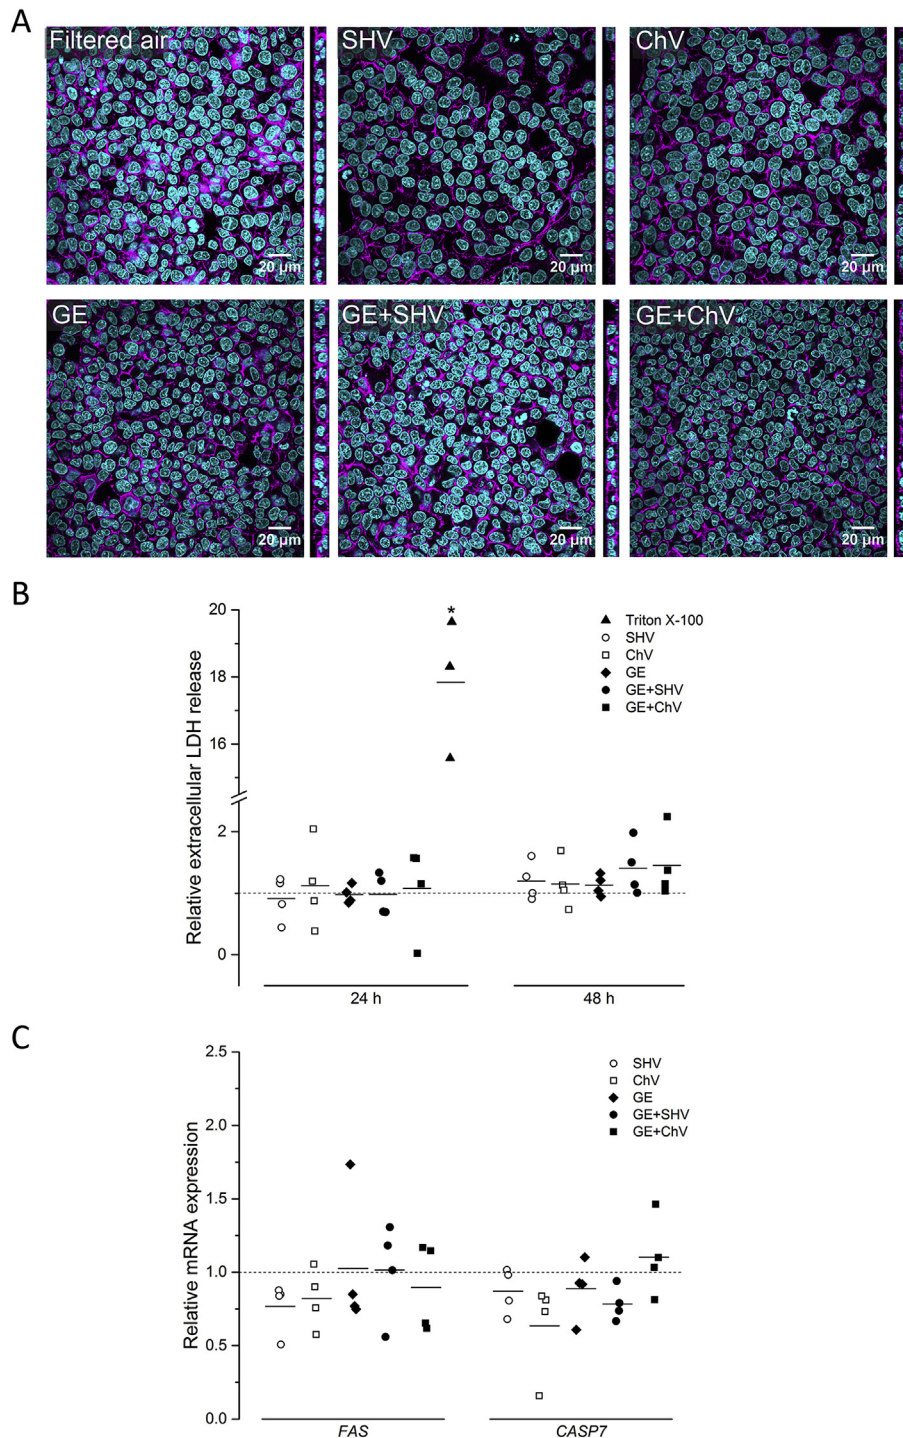 A
Filtered air
SHV
ChV
20 µm
20 µm
20 µm
GE
GE+SHV
GE+ChV
20 µm
20 µm
20 µm
B
Relative extracellular LDH release
20
18
16
2
0
*
Triton X-100
SHV
ChV
GE
GE+SHV
GE+ChV
24 h
48 h
C
Relative mRNA expression
2.5
2.0
1.5
1.0
0.5
0.0
SHV
ChV
GE
GE+SHV
GE+ChV
FAS
CASP7